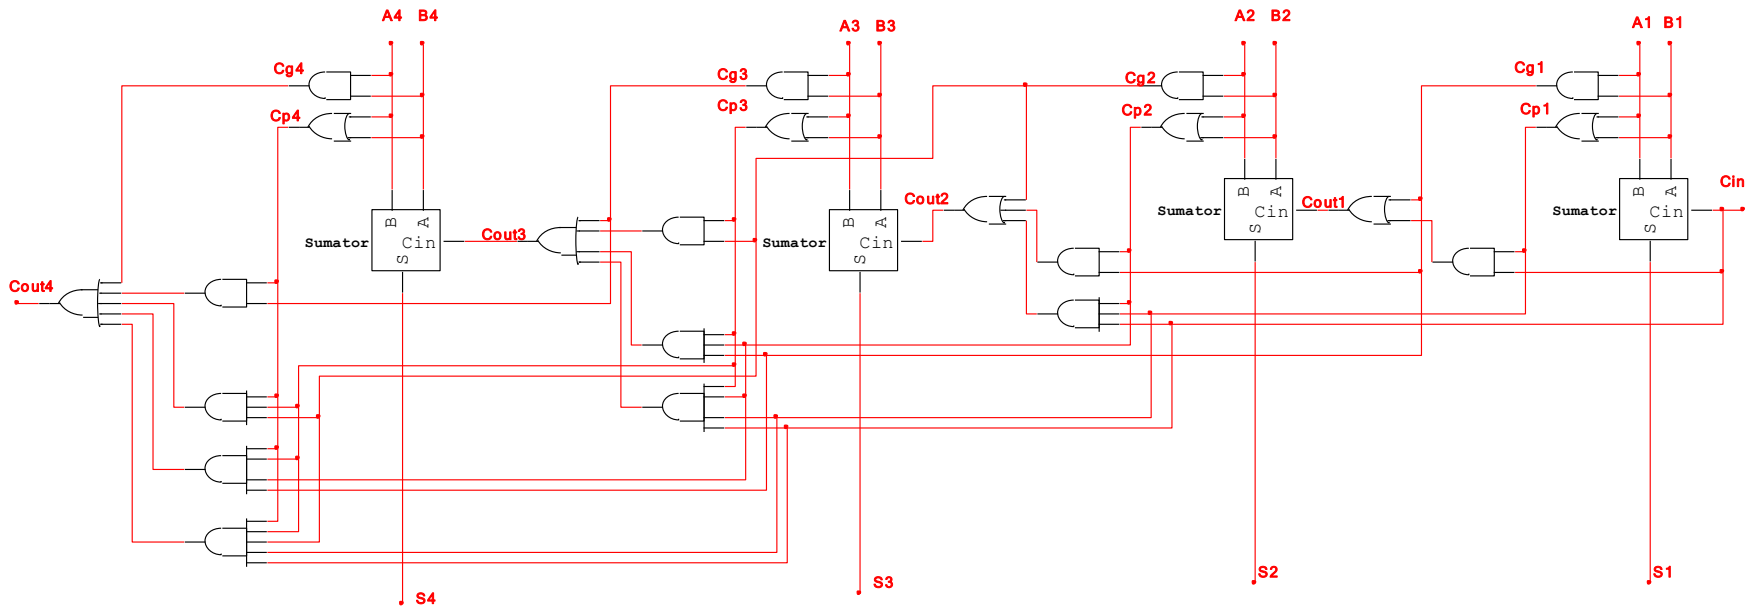 A4 B4
A3 B3
A2 B2
A1 B1
Cg4
Cg3
Cg2
Cg1
Cp4
Cp3
Cp2
Cp1
Cin
B A
Sumator Cin
S
Cout3
B A
Sumator Cin
S
Cout2
B A
Sumator Cin
S
Cout1
B A
Sumator Cin
S
Cout4
S4
S3
S2
S1